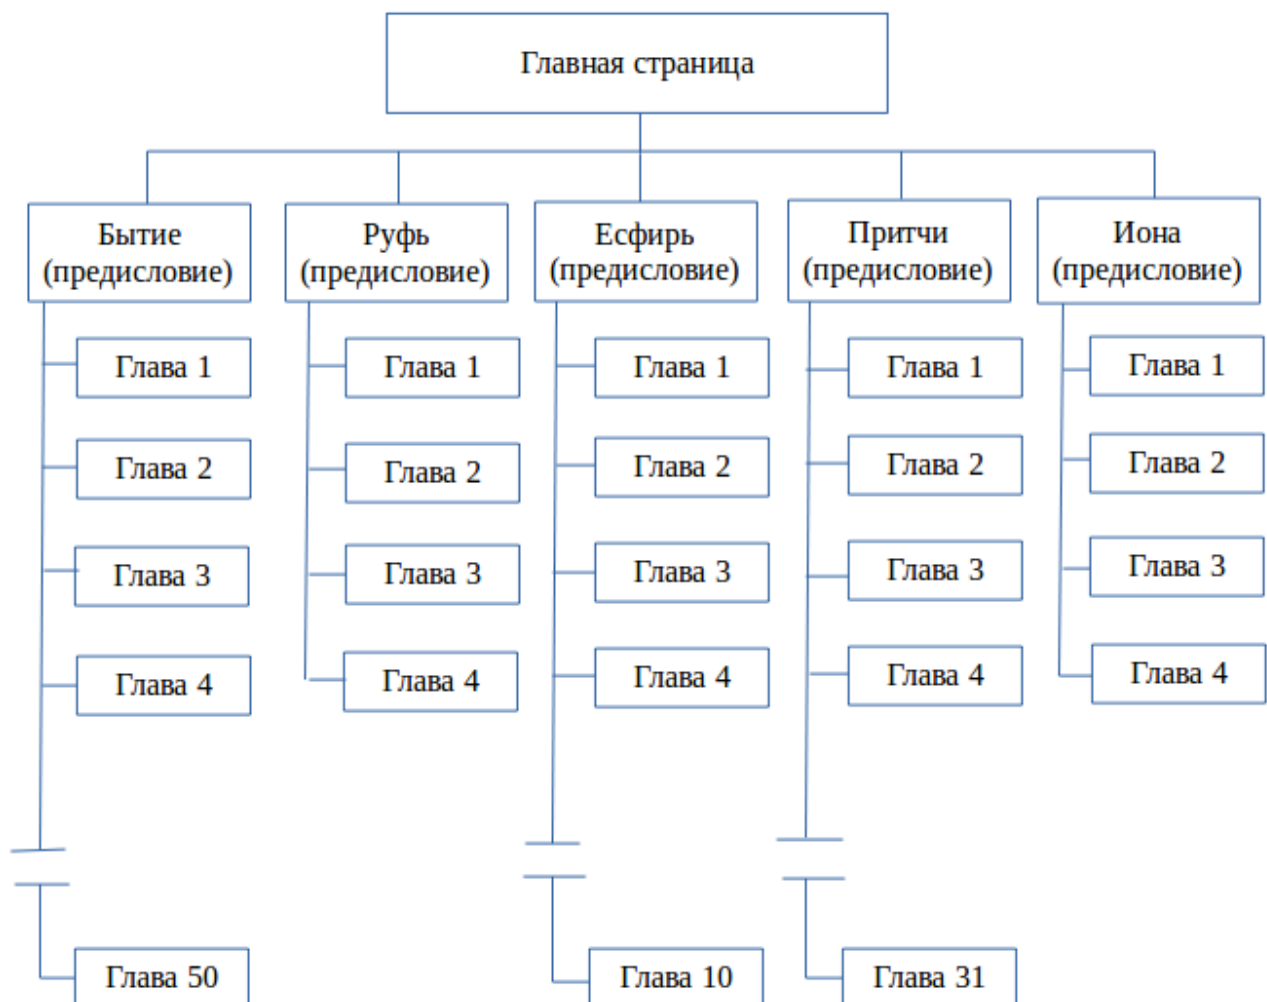 Главная страница
Бытие
(предисловие)
Руфь
(предисловие)
Есфирь
(предисловие)
Притчи
(предисловие)
Иона
(предисловие)
Глава 1
Глава 1
Глава 1
Глава 1
Глава 1
Глава 2
Глава 2
Глава 2
Глава 2
Глава 2
Глава 3
Глава 3
Глава 3
Глава 3
Глава 3
Глава 4
Глава 4
Глава 4
Глава 4
Глава 4
Глава 50
Глава 10
Глава 31